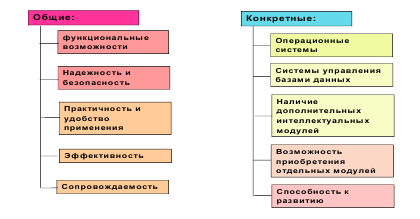 Общие:
функциональные
возможности
Надежность и
безопасность
Практичность и
удобство
применения
Эффективность
Сопровождаемость
Конкретные:
Операционные
системы
Системы управления
базами данных
Наличие
дополнительных
интеллектуальных
модулей
Возможность
приобретения
отдельных модулей
Способность к
развитию